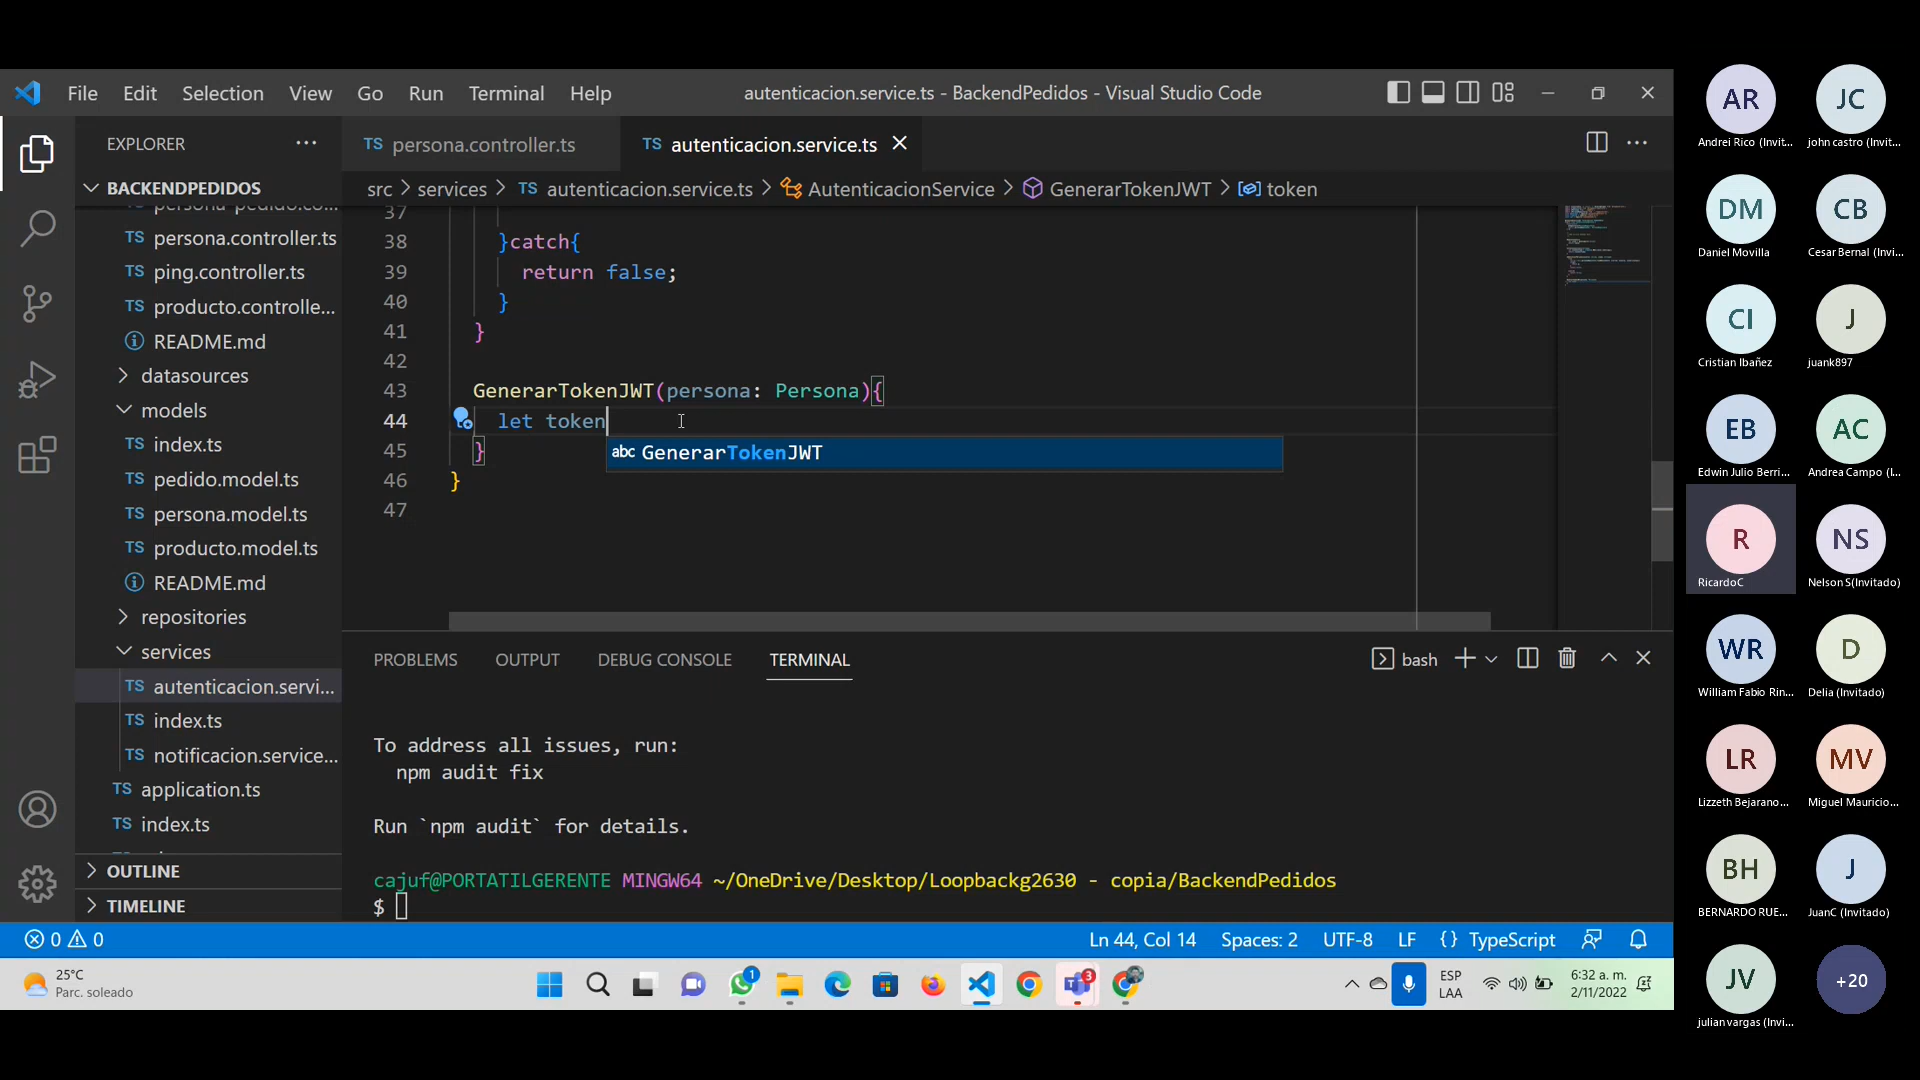 File Edit Selection View Go Run Terminal Help
autenticacion.service.ts - BackendPedidos - Visual Studio Code
EXPLORER
BACKENDPEDIDOS
persona-pedido.co...
TS persona.controller.ts
TS ping.controller.ts
TS producto.controlle...
README.md
datasources
models
TS index.ts
TS pedido.model.ts
TS persona.model.ts
TS producto.model.ts
README.md
repositories
services
TS autenticacion.servi...
TS index.ts
TS notificacion.service...
TS application.ts
TS index.ts
OUTLINE
TIMELINE
TS persona.controller.ts
TS autenticacion.service.ts
src > services > TS autenticacion.service.ts > AutenticacionService > GenerarTokenJWT > token
37
38 }catch{
39 return false;
40 }
41 }
42
43 GenerarTokenJWT(persona: Persona){
44 let token
abc GenerarTokenJWT
45 }
46 }
47
PROBLEMS OUTPUT DEBUG CONSOLE TERMINAL
bash
To address all issues, run:
npm audit fix
Run `npm audit` for details.
cajuf@PORTATILGERENTE MINGW64 ~/OneDrive/Desktop/Loopbackg2630 - copia/BackendPedidos
$
0 0
Ln 44, Col 14 Spaces: 2 UTF-8 LF {} TypeScript
25°C
Parc. soleado
1
3
ESP
LAA
6:32 a. m.
2/11/2022
AR
Andrei Rico (Invit...
JC
john castro (Invit...
DM
Daniel Movilla
CB
Cesar Bernal (Invi...
CI
Cristian Ibañez
J
juank897
EB
Edwin Julio Berri...
AC
Andrea Campo (I...
R
RicardoC
NS
Nelson S(Invitado)
WR
William Fabio Rin...
D
Delia (Invitado)
LR
Lizzeth Bejarano...
MV
Miguel Mauricio...
BH
BERNARDO RUE...
J
JuanC (Invitado)
JV
julian vargas (Invi...
+20